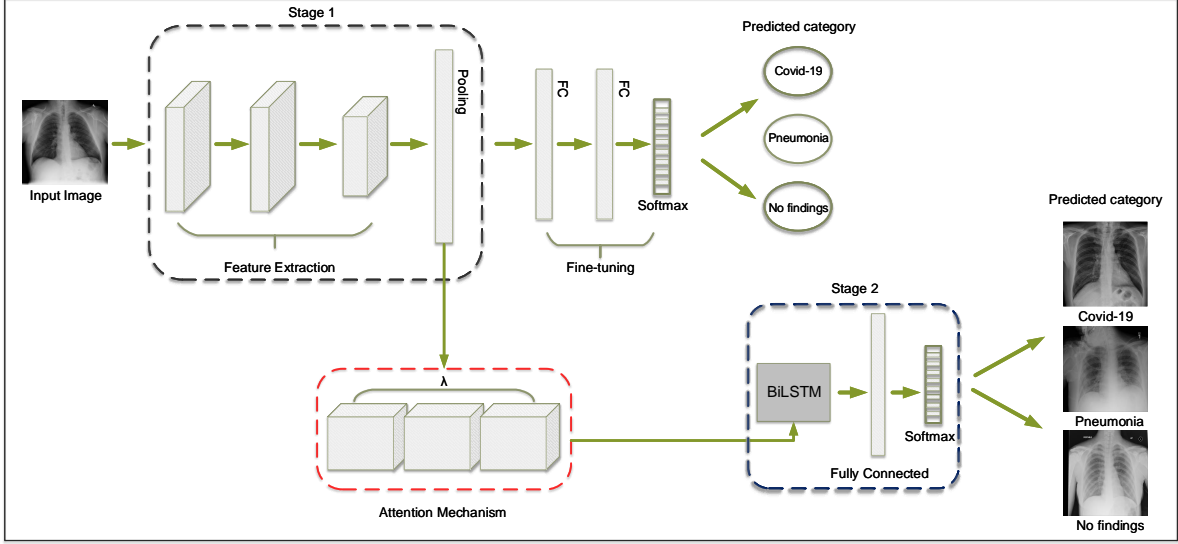 Stage 1
Input Image
Pooling
Feature Extraction
FC
FC
Softmax
Fine-tuning
Predicted category
Covid-19
Pneumonia
No findings
λ
Attention Mechanism
Stage 2
BiLSTM
Softmax
Fully Connected
Predicted category
Covid-19
Pneumonia
No findings